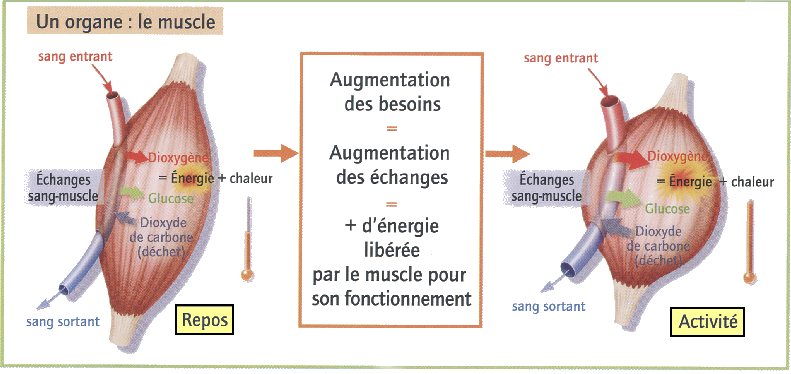 Un organe : le muscle
sang entrant
Dioxygène
= Énergie + chaleur
Échanges
sang-muscle
Glucose
Dioxyde
de carbone
(déchet)
sang sortant
Repos
Augmentation
des besoins
=
Augmentation
des échanges
=
+ d'énergie
libérée
par le muscle pour
son fonctionnement
sang entrant
Dioxygène
= Énergie + chaleur
Échanges
sang-muscle
Glucose
Dioxyde
de carbone
(déchet)
sang sortant
Activité